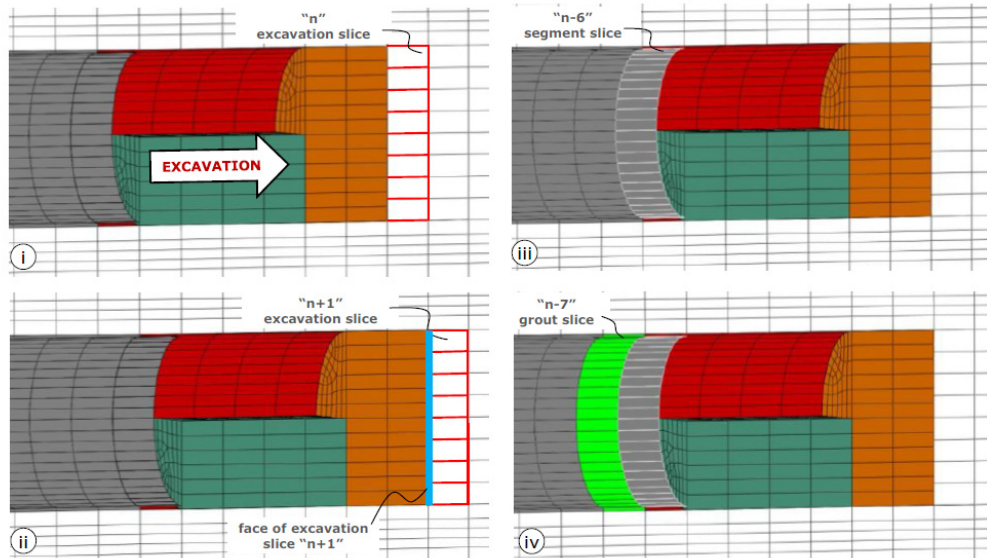 “n”
excavation slice
EXCAVATION
i
“n-6”
segment slice
iii
“n+1”
excavation slice
face of excavation
slice “n+1”
ii
“n-7”
grout slice
iv